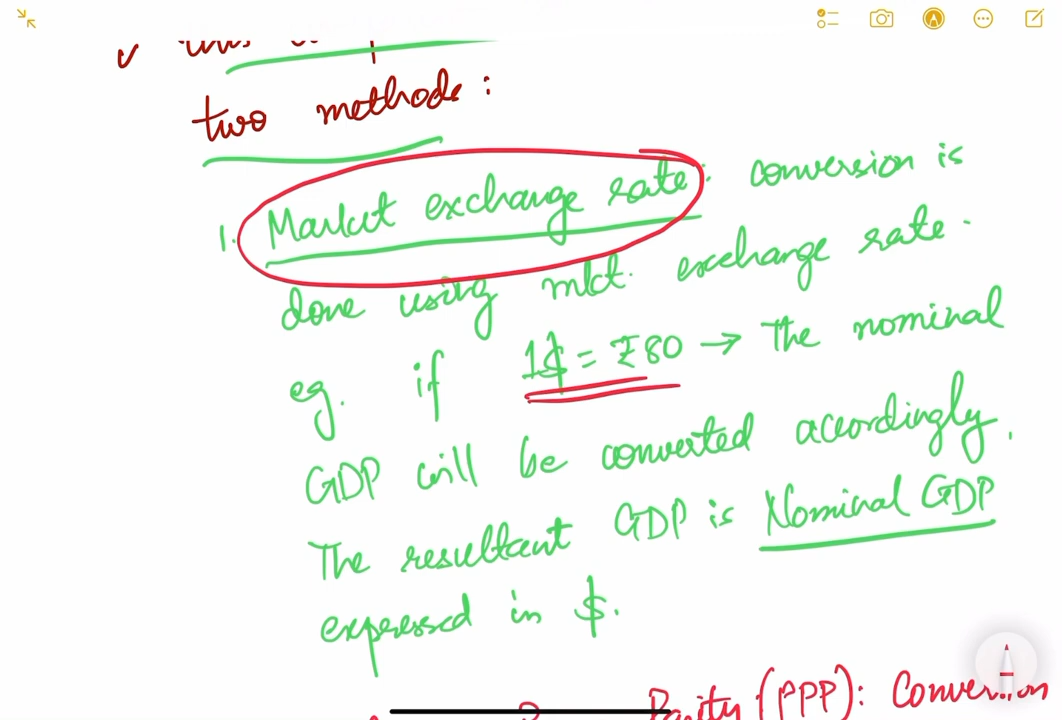 two methods:
1. Market exchange rate: conversion is
done using mkt. exchange rate.
eg. if 1$ = ₹80 → The nominal
GDP will be converted accordingly.
The resultant GDP is Nominal GDP
expressed in $.
Parity (PPP): Conversion